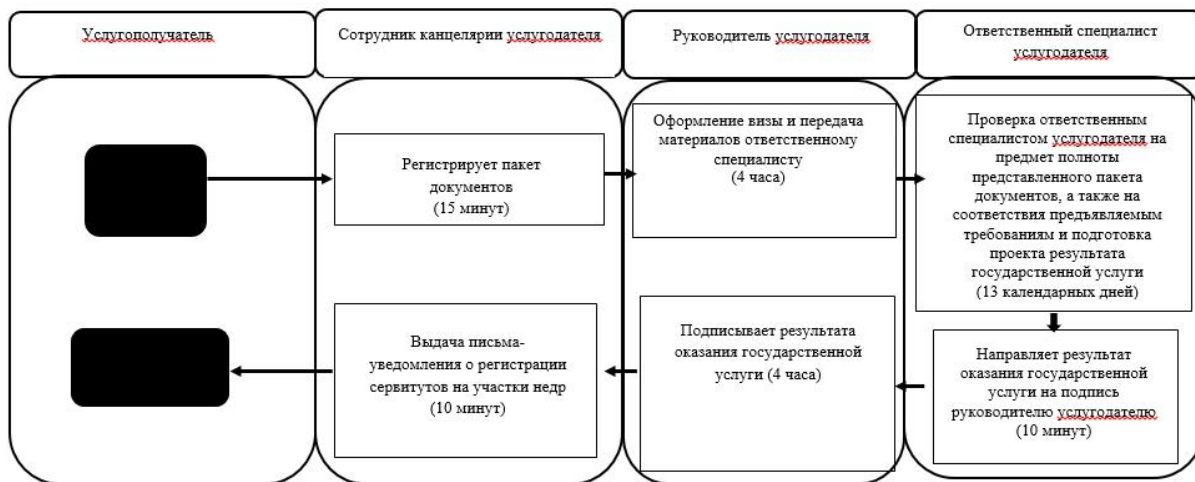 Услугополучатель
Сотрудник канцелярии услугодателя
Руководитель услугодателя
Ответственный специалист
услугодателя
Регистрирует пакет
документов
(15 минут)
Оформление визы и передача
материалов ответственному
специалисту
(4 часа)
Проверка ответственным
специалистом услугодателя на
предмет полноты
представленного пакета
документов, а также на
соответствия предъявляемым
требованиям и подготовка
проекта результата
государственной услуги
(13 календарных дней)
Выдача письма-
уведомления о регистрации
сервитутов на участки недр
(10 минут)
Подписывает результата
оказания государственной
услуги (4 часа)
Направляет результат
оказания государственной
услуги на подпись
руководителю услугодателю
(10 минут)